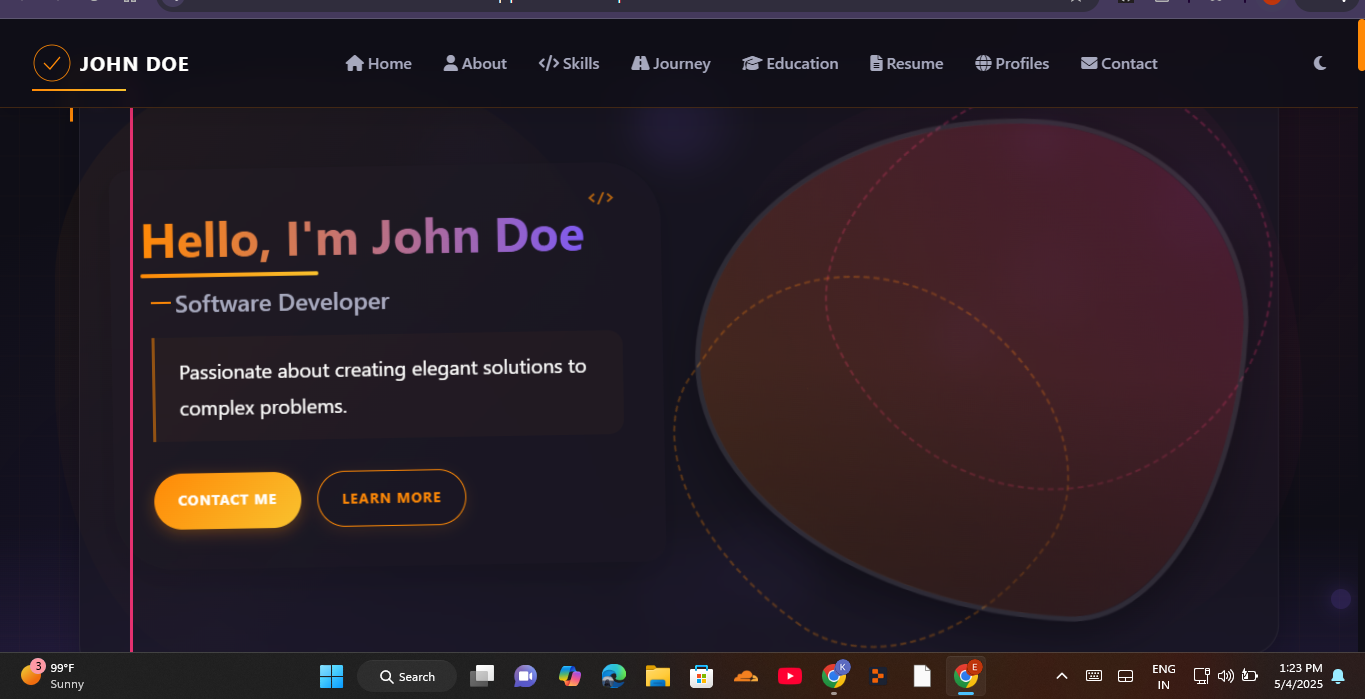 JOHN DOE
Home
About
</> Skills
Journey
Education
Resume
Profiles
Contact
</>
Hello, I'm John Doe
Software Developer
Passionate about creating elegant solutions to
complex problems.
CONTACT ME
LEARN MORE
3
99°F
Sunny
Search
K
E
ENG
IN
1:23 PM
5/4/2025